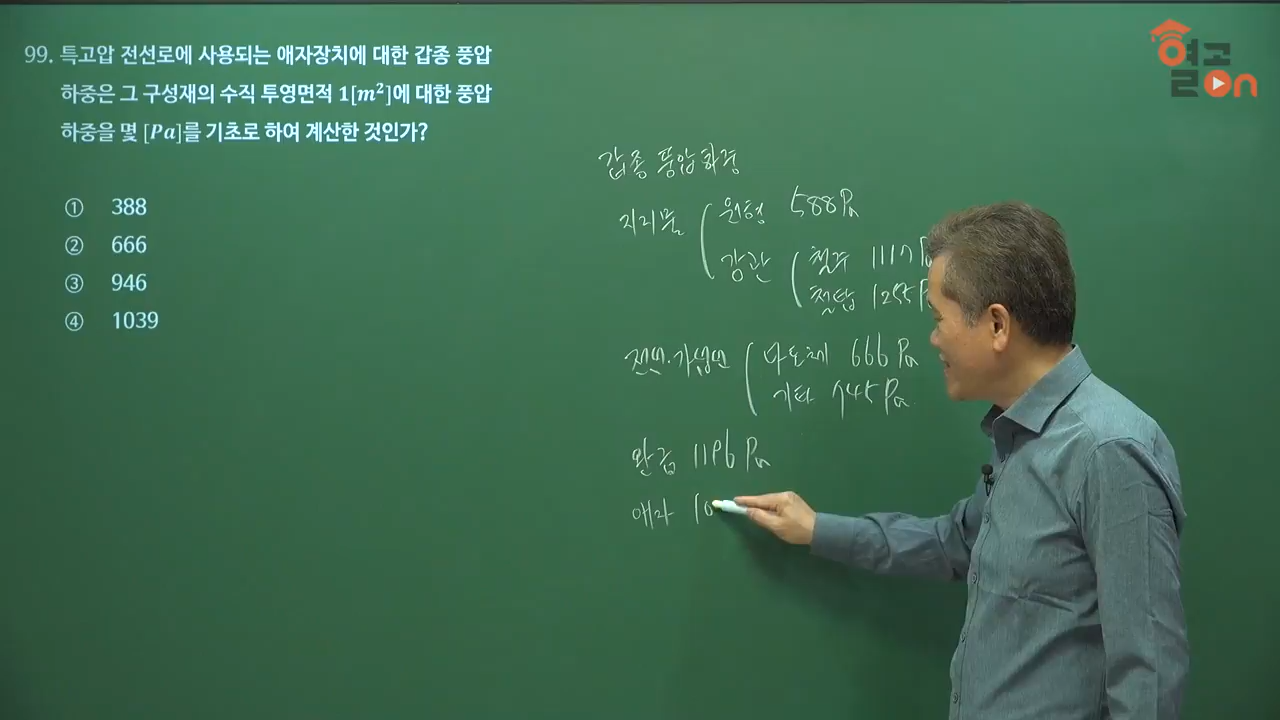 99. 특고압 전선로에 사용되는 애자장치에 대한 갑종 풍압
하중은 그 구성재의 수직 투영면적 1[m²]에 대한 풍압
하중을 몇 [Pa]를 기초로 하여 계산한 것인가?
① 388
② 666
③ 946
④ 1039
열고
ON
갑종 풍압하중
지리물 원형 588 Pa
강관 철주 1117 Pa
철탑 1255 P
전선·가섭선 다도체 666 Pa
기타 745 Pa
완금 1196 Pa
애자 10